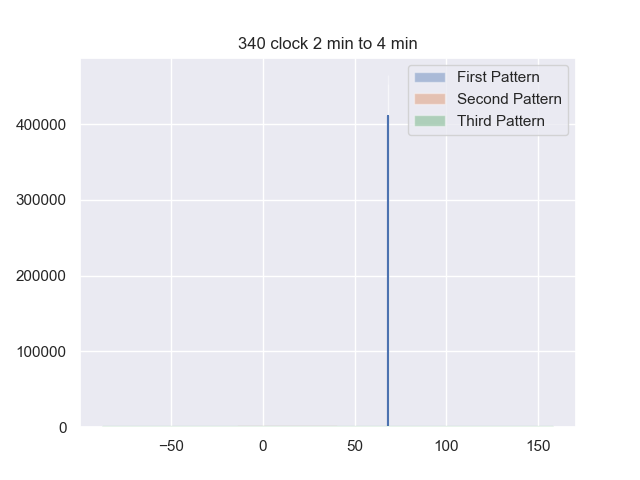 340 clock 2 min to 4 min
First Pattern
Second Pattern
Third Pattern
400000
300000
200000
100000
0
−50
0
50
100
150